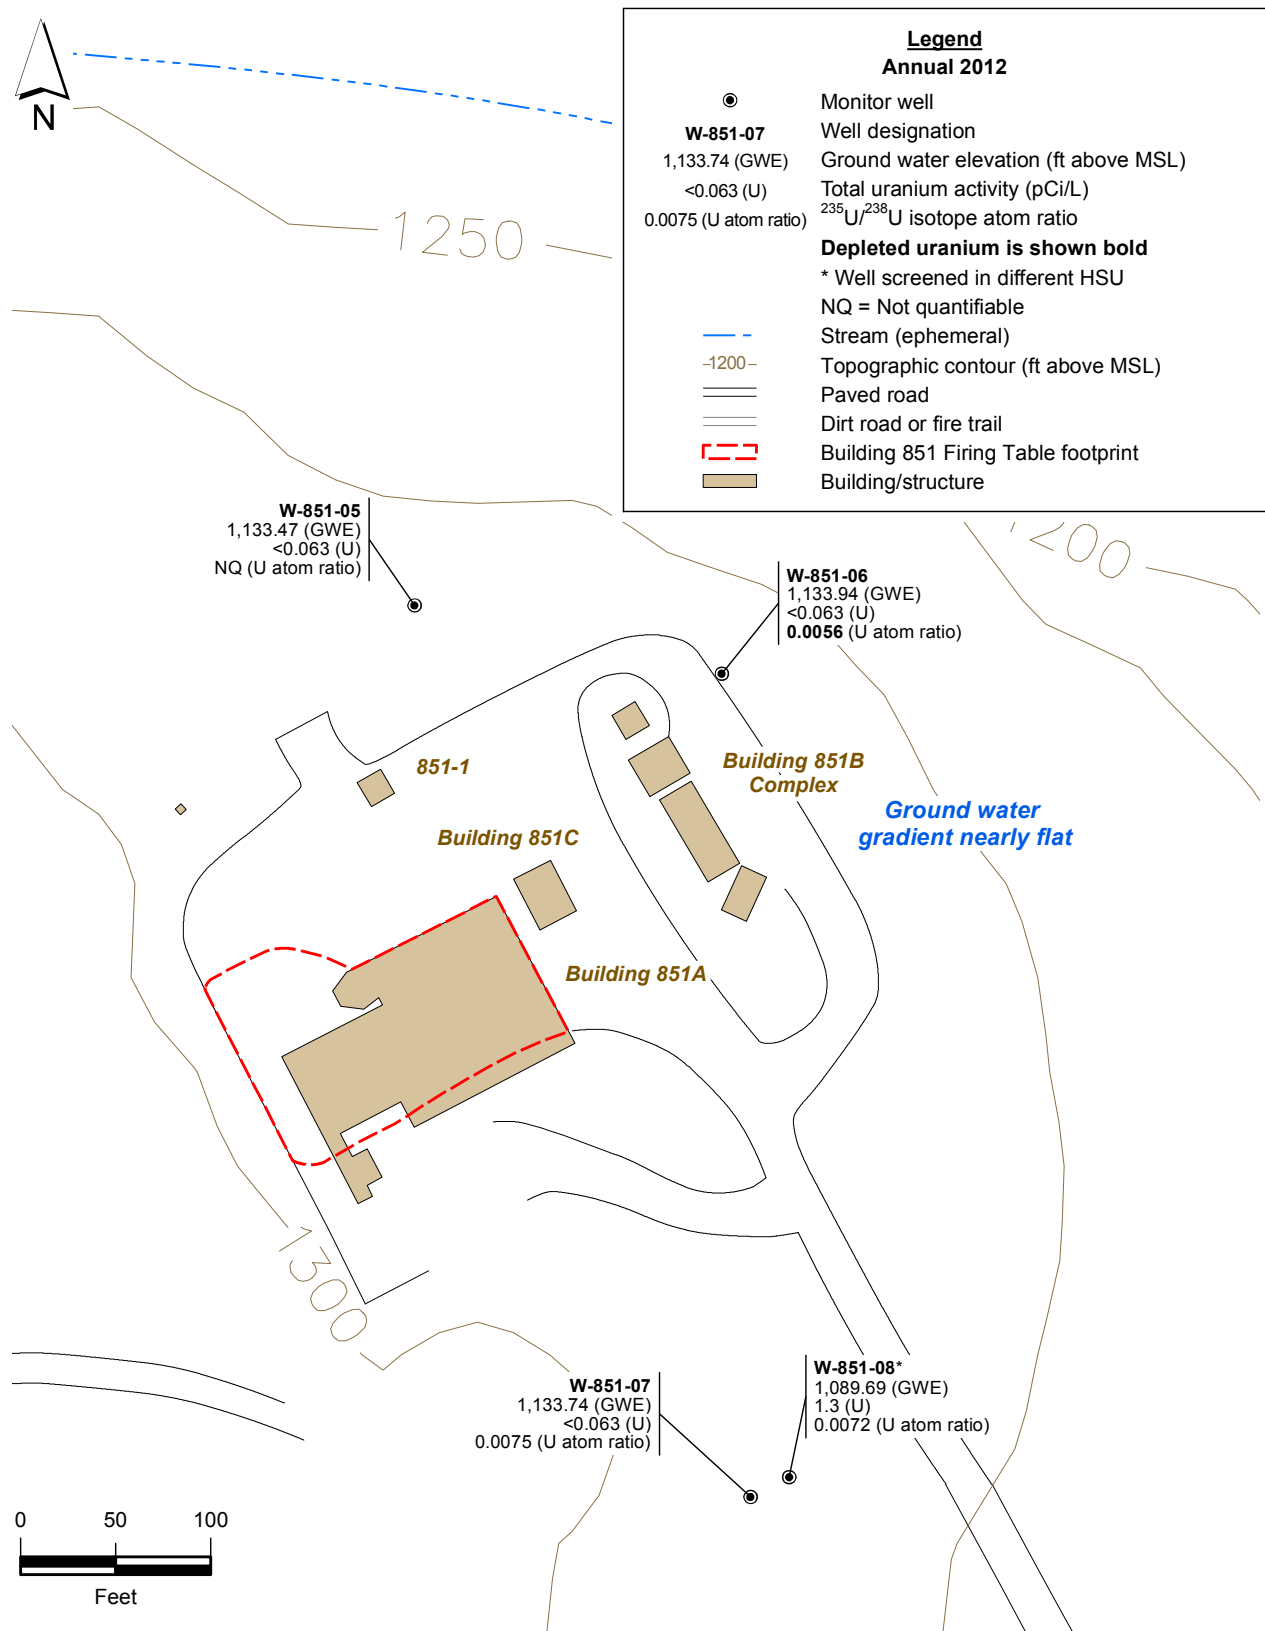 N
Legend
Annual 2012
Monitor well
W-851-07 Well designation
1,133.74 (GWE) Ground water elevation (ft above MSL)
<0.063 (U) Total uranium activity (pCi/L)
0.0075 (U atom ratio) 235U/238U isotope atom ratio
Depleted uranium is shown bold
* Well screened in different HSU
NQ = Not quantifiable
Stream (ephemeral)
1200 Topographic contour (ft above MSL)
Paved road
Dirt road or fire trail
Building 851 Firing Table footprint
Building/structure
1250
1200
W-851-05
1,133.47 (GWE)
<0.063 (U)
NQ (U atom ratio)
W-851-06
1,133.94 (GWE)
<0.063 (U)
0.0056 (U atom ratio)
851-1
Building 851B
Complex
Ground water
gradient nearly flat
Building 851C
Building 851A
1300
W-851-07
1,133.74 (GWE)
<0.063 (U)
0.0075 (U atom ratio)
W-851-08*
1,089.69 (GWE)
1.3 (U)
0.0072 (U atom ratio)
0 50 100
Feet